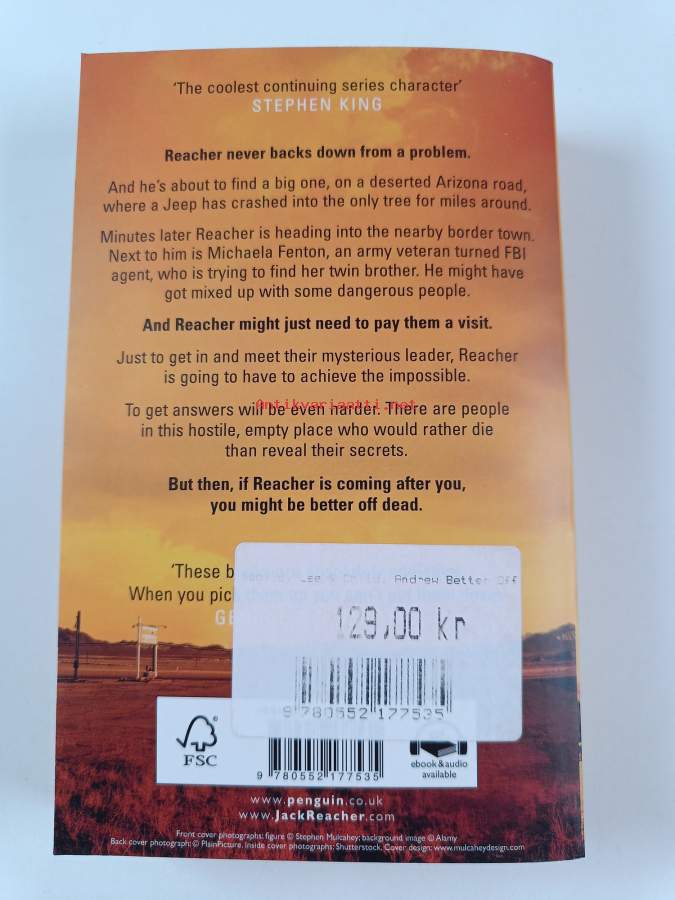 'The coolest continuing series character'
STEPHEN KING
Reacher never backs down from a problem.
And he's about to find a big one, on a deserted Arizona road,
where a Jeep has crashed into the only tree for miles around.
Minutes later Reacher is heading into the nearby border town.
Next to him is Michaela Fenton, an army veteran turned FBI
agent, who is trying to find her twin brother. He might have
got mixed up with some dangerous people.
And Reacher might just need to pay them a visit.
Just to get in and meet their mysterious leader, Reacher
is going to have to achieve the impossible.
Antikvariaatti.net
To get answers will be even harder. There are people
in this hostile, empty place who would rather die
than reveal their secrets.
But then, if Reacher is coming after you,
you might be better off dead.
'These b
Lee & Child, Andrew Better Off
When you pic
GE
129,00 kr
9 780552 177535
FSC
9 780552 177535
ebook & audio
available
www.penguin.co.uk
www.JackReacher.com
Front cover photographs: figure © Stephen Mulcahey; background image © Alamy
Back cover photograph: © PlainPicture. Inside cover photographs: Shutterstock. Cover design: www.mulcaheydesign.com